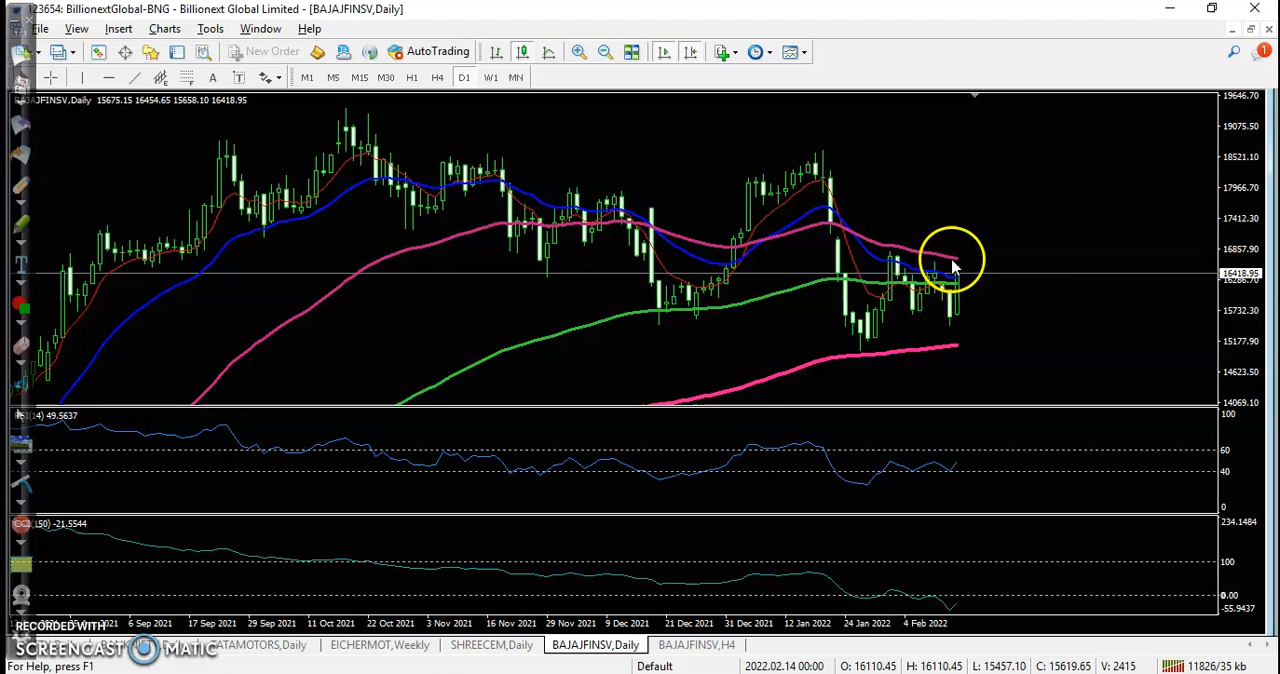 123654: BillionextGlobal-BNG - Billionext Global Limited - [BAJAJFINSV,Daily]
File View Insert Charts Tools Window Help
New Order AutoTrading 1
A T M1 M5 M15 M30 H1 H4 D1 W1 MN
BAJAJFINSV,Daily 15675.15 16454.65 15658.10 16418.95
19646.70
19075.50
18521.10
17966.70
17412.30
16857.90
16418.95
16286.70
15732.30
15177.90
14623.50
14069.10
RSI(14) 49.5637
100
60
40
0
CCI(150) -21.5544
234.1484
100
0.00
-55.9437
2021 6 Sep 2021 17 Sep 2021 29 Sep 2021 11 Oct 2021 22 Oct 2021 3 Nov 2021 16 Nov 2021 29 Nov 2021 9 Dec 2021 21 Dec 2021 31 Dec 2021 12 Jan 2022 24 Jan 2022 4 Feb 2022
RECORDED WITH
SCREENCAST MATIC
TATAMOTORS,Daily EICHERMOT,Weekly SHREECEM,Daily BAJAJFINSV,Daily BAJAJFINSV,H4
For Help, press F1 Default 2022.02.14 00:00 O: 16110.45 H: 16110.45 L: 15457.10 C: 15619.65 V: 2415 11826/35 kb